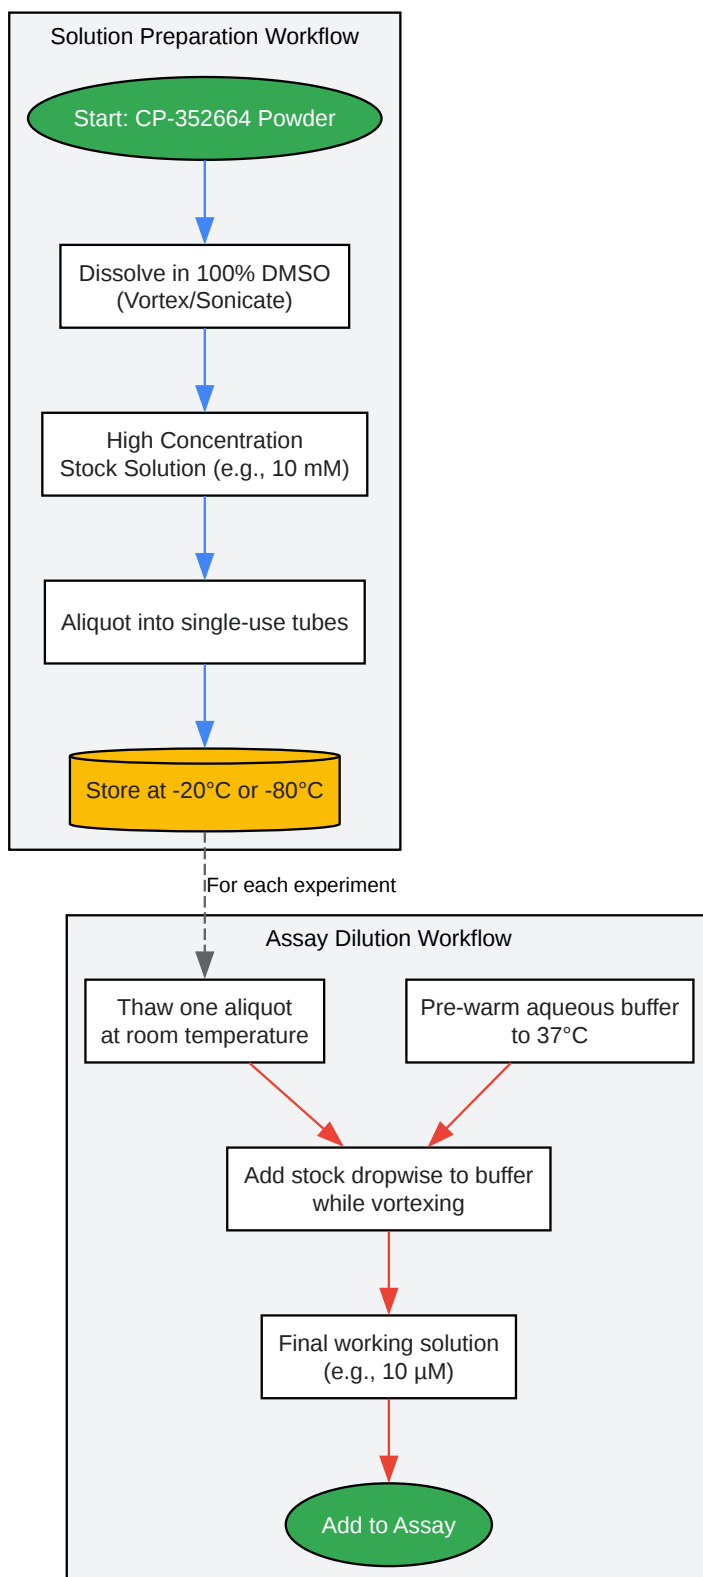 Solution Preparation Workflow
Start: CP-352664 Powder
Dissolve in 100% DMSO
(Vortex/Sonicate)
High Concentration
Stock Solution (e.g., 10 mM)
Aliquot into single-use tubes
Store at -20°C or -80°C
For each experiment
Assay Dilution Workflow
Thaw one aliquot
at room temperature
Pre-warm aqueous buffer
to 37°C
Add stock dropwise to buffer
while vortexing
Final working solution
(e.g., 10 µM)
Add to Assay